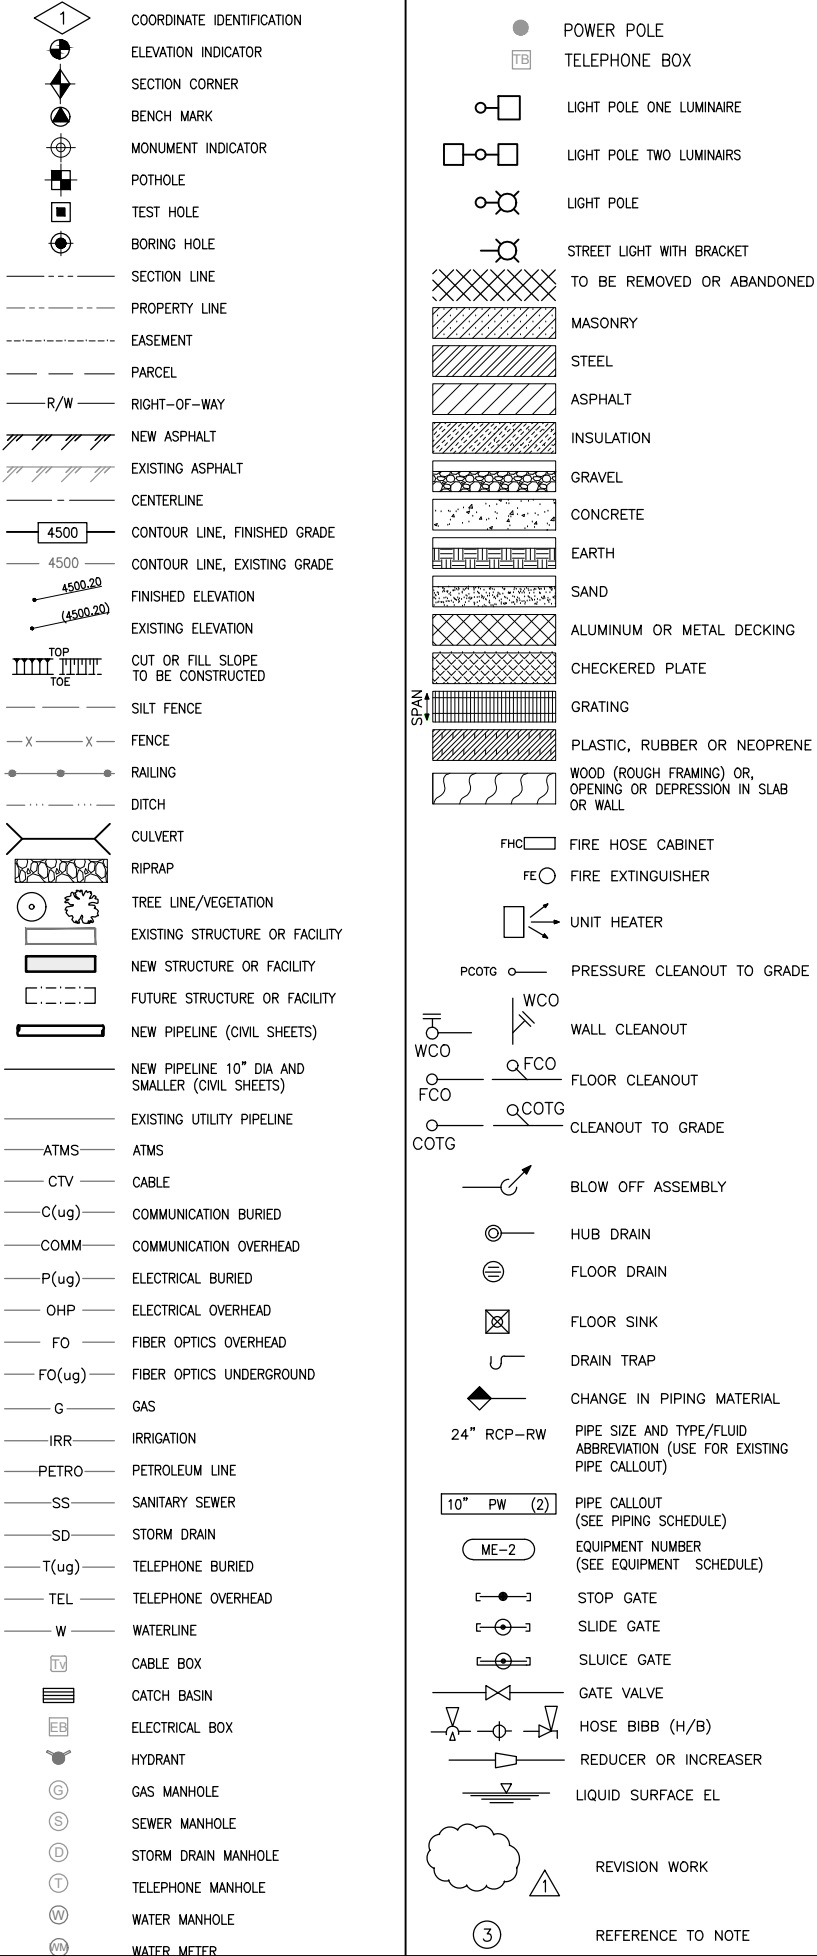 1 COORDINATE IDENTIFICATION
ELEVATION INDICATOR
SECTION CORNER
BENCH MARK
MONUMENT INDICATOR
POTHOLE
TEST HOLE
BORING HOLE
SECTION LINE
PROPERTY LINE
EASEMENT
PARCEL
R/W RIGHT-OF-WAY
NEW ASPHALT
EXISTING ASPHALT
CENTERLINE
4500 CONTOUR LINE, FINISHED GRADE
4500 CONTOUR LINE, EXISTING GRADE
4500.20 FINISHED ELEVATION
(4500.20) EXISTING ELEVATION
TOP
CUT OR FILL SLOPE
TO BE CONSTRUCTED
TOE
SILT FENCE
X X FENCE
RAILING
DITCH
CULVERT
RIPRAP
TREE LINE/VEGETATION
EXISTING STRUCTURE OR FACILITY
NEW STRUCTURE OR FACILITY
FUTURE STRUCTURE OR FACILITY
NEW PIPELINE (CIVIL SHEETS)
NEW PIPELINE 10" DIA AND
SMALLER (CIVIL SHEETS)
EXISTING UTILITY PIPELINE
ATMS ATMS
CTV CABLE
C(ug) COMMUNICATION BURIED
COMM COMMUNICATION OVERHEAD
P(ug) ELECTRICAL BURIED
OHP ELECTRICAL OVERHEAD
FO FIBER OPTICS OVERHEAD
FO(ug) FIBER OPTICS UNDERGROUND
G GAS
IRR IRRIGATION
PETRO PETROLEUM LINE
SS SANITARY SEWER
SD STORM DRAIN
T(ug) TELEPHONE BURIED
TEL TELEPHONE OVERHEAD
W WATERLINE
Tv CABLE BOX
CATCH BASIN
EB ELECTRICAL BOX
HYDRANT
G GAS MANHOLE
S SEWER MANHOLE
D STORM DRAIN MANHOLE
T TELEPHONE MANHOLE
W WATER MANHOLE
WM WATER METER
POWER POLE
TB TELEPHONE BOX
LIGHT POLE ONE LUMINAIRE
LIGHT POLE TWO LUMINAIRS
LIGHT POLE
STREET LIGHT WITH BRACKET
TO BE REMOVED OR ABANDONED
MASONRY
STEEL
ASPHALT
INSULATION
GRAVEL
CONCRETE
EARTH
SAND
ALUMINUM OR METAL DECKING
CHECKERED PLATE
SPAN GRATING
PLASTIC, RUBBER OR NEOPRENE
WOOD (ROUGH FRAMING) OR,
OPENING OR DEPRESSION IN SLAB
OR WALL
FHC FIRE HOSE CABINET
FE FIRE EXTINGUISHER
UNIT HEATER
PCOTG PRESSURE CLEANOUT TO GRADE
WCO
WALL CLEANOUT
WCO
FCO
FLOOR CLEANOUT
FCO
COTG
CLEANOUT TO GRADE
COTG
BLOW OFF ASSEMBLY
HUB DRAIN
FLOOR DRAIN
FLOOR SINK
DRAIN TRAP
CHANGE IN PIPING MATERIAL
24" RCP-RW PIPE SIZE AND TYPE/FLUID
ABBREVIATION (USE FOR EXISTING
PIPE CALLOUT)
10" PW (2) PIPE CALLOUT
(SEE PIPING SCHEDULE)
ME-2 EQUIPMENT NUMBER
(SEE EQUIPMENT SCHEDULE)
STOP GATE
SLIDE GATE
SLUICE GATE
GATE VALVE
HOSE BIBB (H/B)
REDUCER OR INCREASER
LIQUID SURFACE EL
REVISION WORK
1
3 REFERENCE TO NOTE